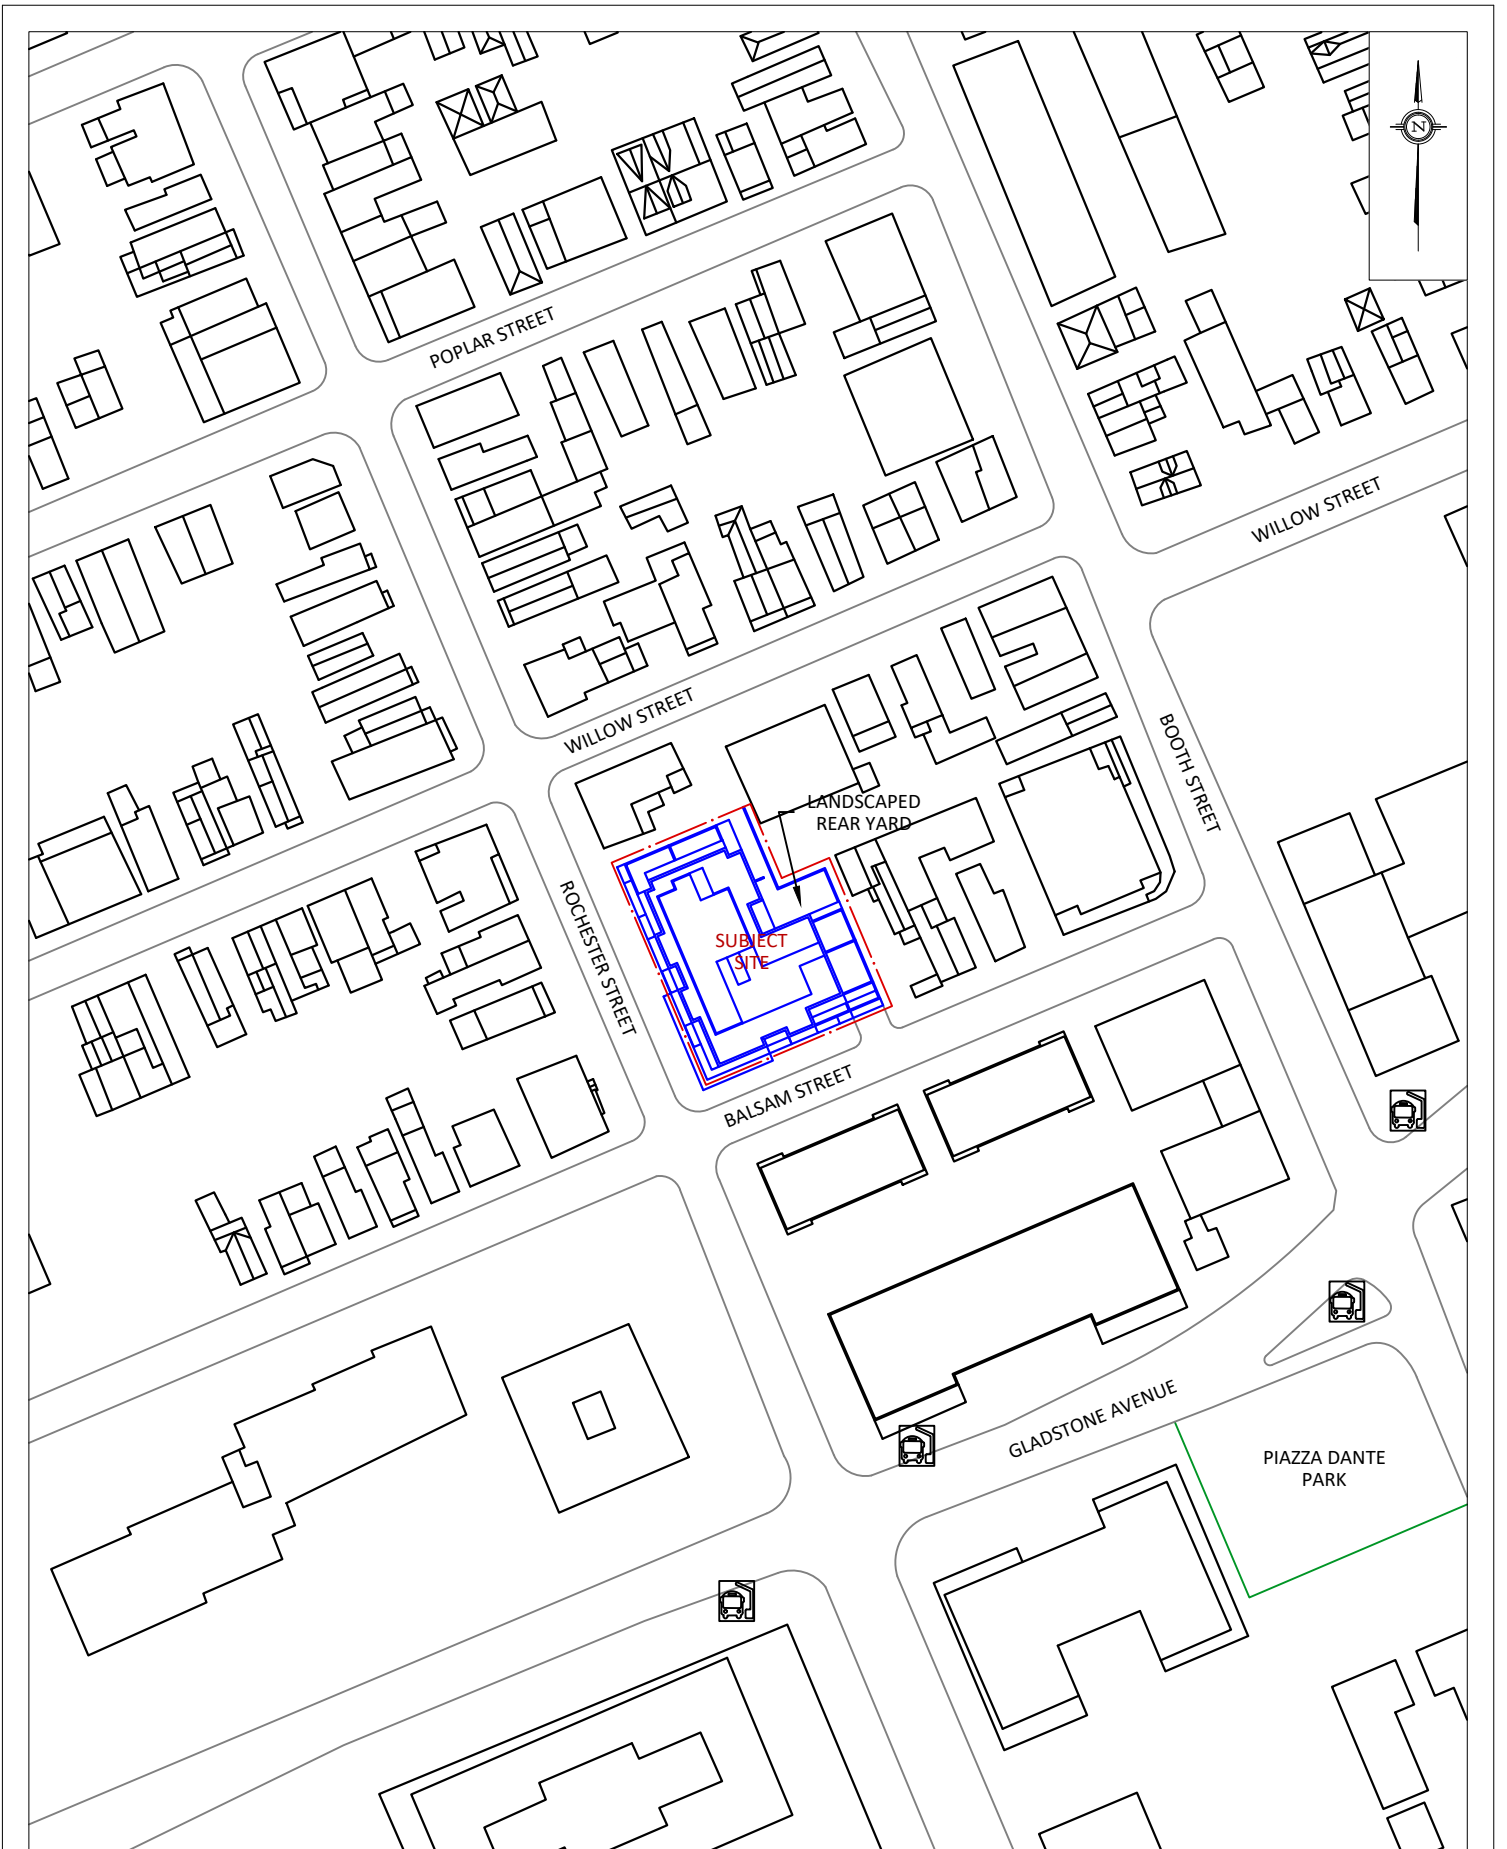 N
POPLAR STREET
WILLOW STREET
WILLOW STREET
BOOTH STREET
LANDSCAPED
REAR YARD
ROCHESTER STREET
SUBJECT
SITE
BALSAM STREET
GLADSTONE AVENUE
PIAZZA DANTE
PARK